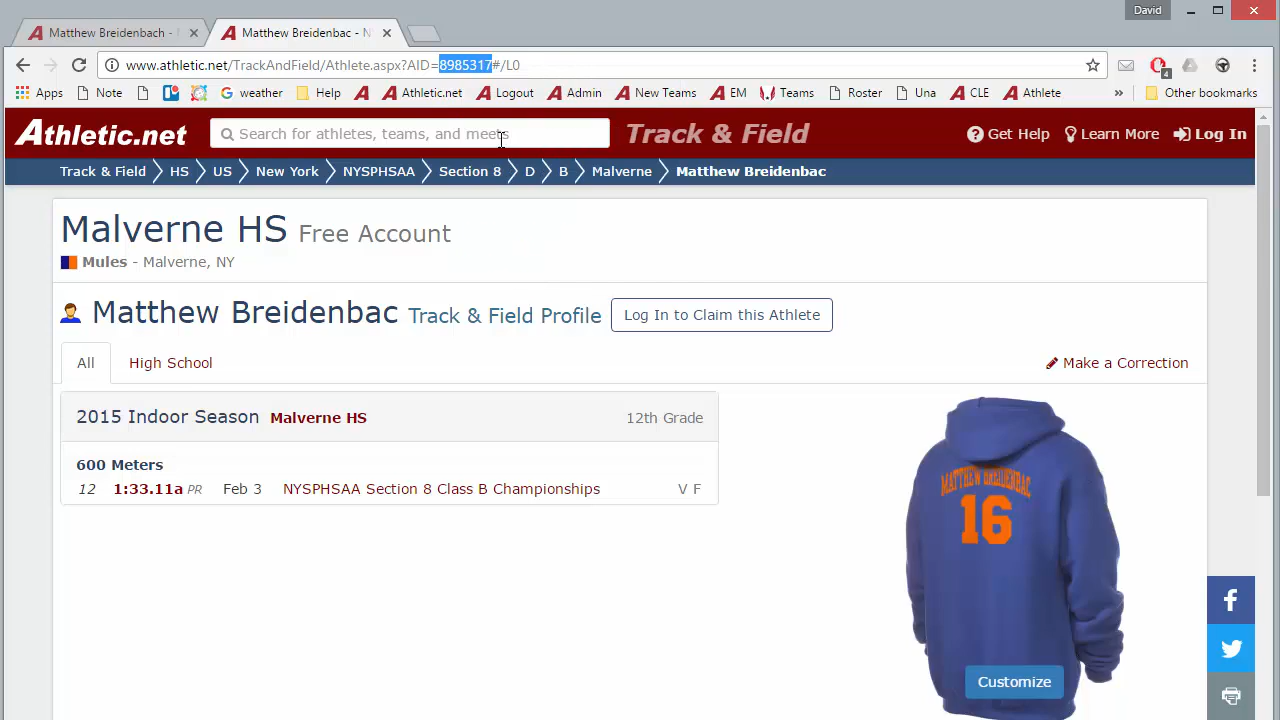 David
Matthew Breidenbach -
Matthew Breidenbac - N
www.athletic.net/TrackAndField/Athlete.aspx?AID=8985317#/L0
4
Apps Note weather Help Athletic.net Logout Admin New Teams EM Teams Roster Una CLE Athlete » Other bookmarks
Athletic.net Search for athletes, teams, and meets Track & Field Get Help Learn More Log In
Track & Field HS US New York NYSPHSAA Section 8 D B Malverne Matthew Breidenbac
Malverne HS Free Account
Mules - Malverne, NY
Matthew Breidenbac Track & Field Profile Log In to Claim this Athlete
All High School Make a Correction
2015 Indoor Season Malverne HS 12th Grade
600 Meters
12 1:33.11a PR Feb 3 NYSPHSAA Section 8 Class B Championships V F
MATTHEW BREIDENBAC
16
Customize